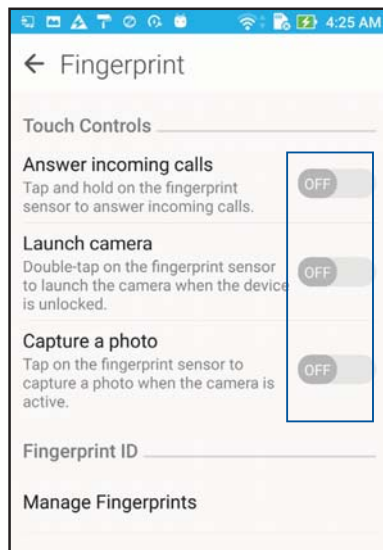 4:25 AM
Fingerprint
Touch Controls
Answer incoming calls
Tap and hold on the fingerprint
sensor to answer incoming calls.
OFF
Launch camera
Double-tap on the fingerprint sensor
to launch the camera when the device
is unlocked.
OFF
Capture a photo
Tap on the fingerprint sensor to
capture a photo when the camera is
active.
OFF
Fingerprint ID
Manage Fingerprints